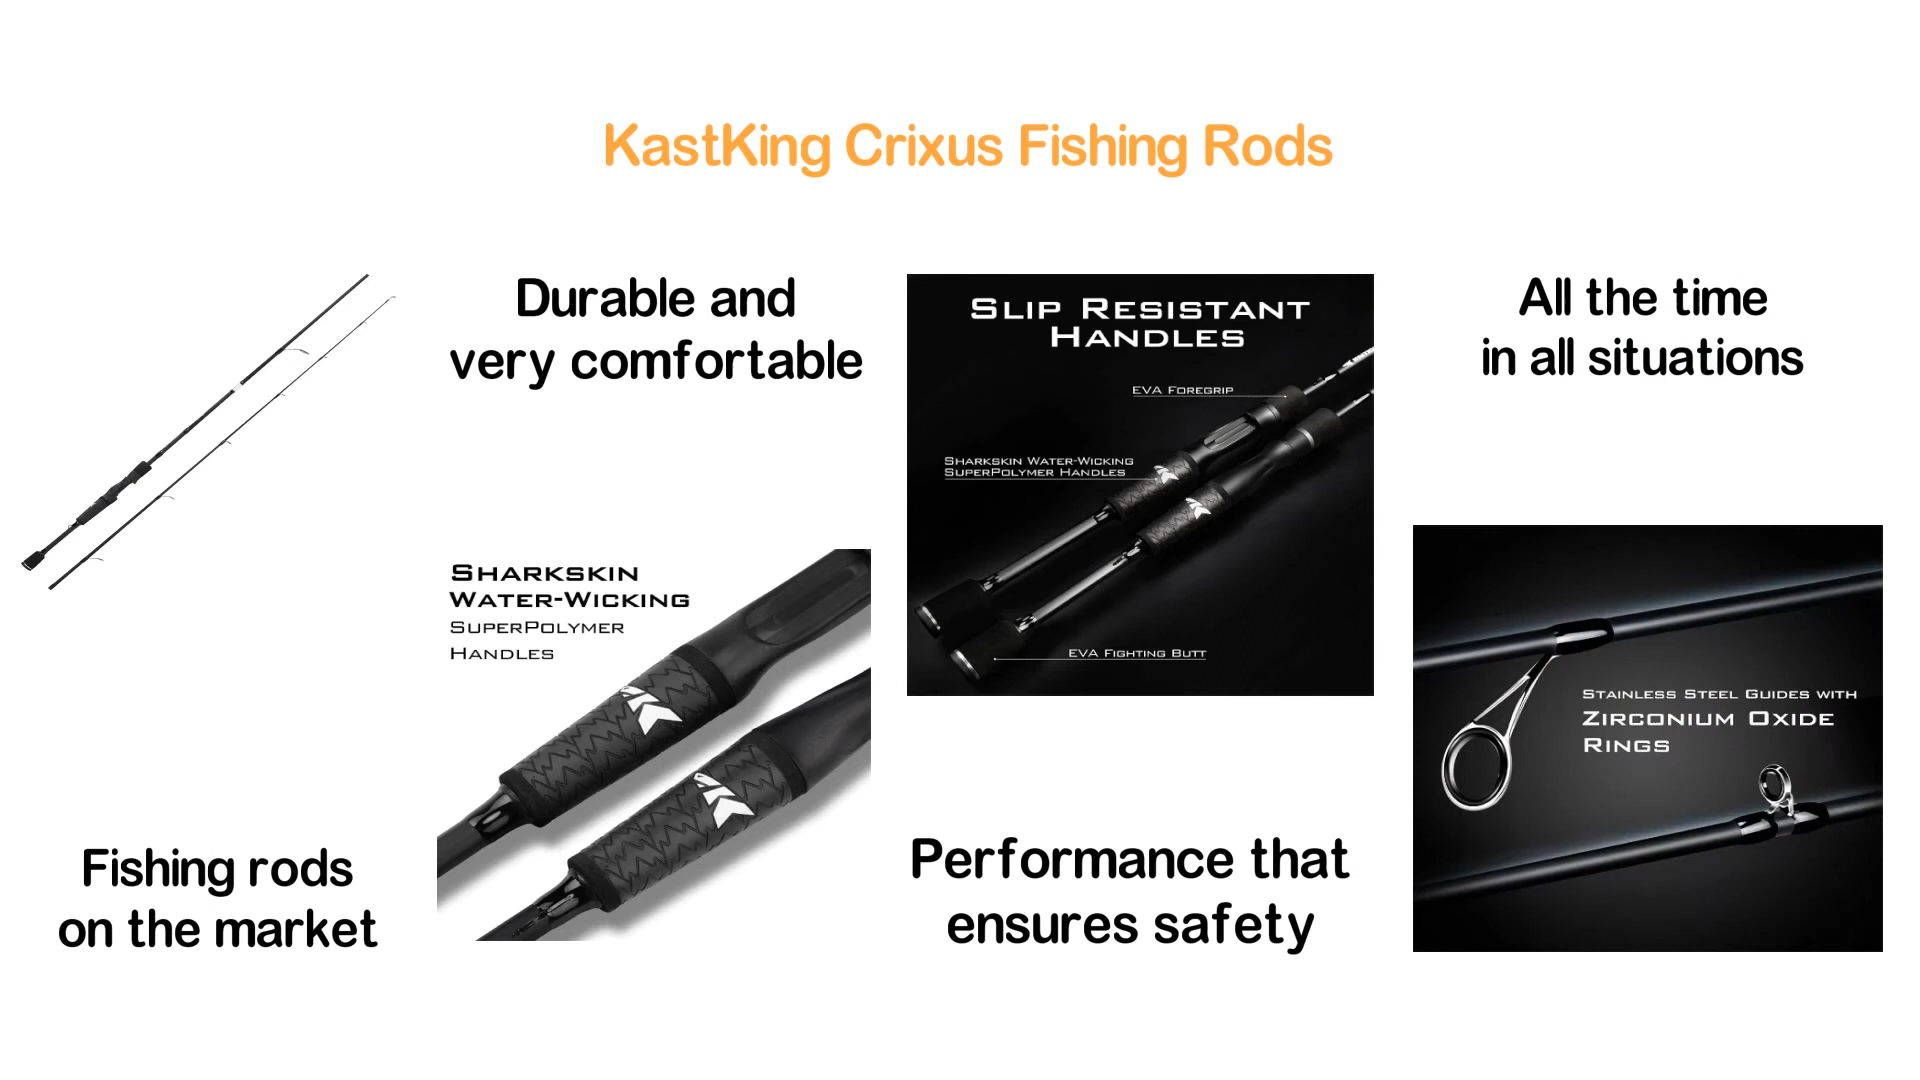 KastKing Crixus Fishing Rods
Fishing rods
on the market
Durable and
very comfortable
SHARKSKIN
WATER-WICKING
SUPERPOLYMER
HANDLES
SLIP RESISTANT
HANDLES
EVA FOREGRIP
SHARKSKIN WATER-WICKING
SUPERPOLYMER HANDLES
EVA FIGHTING BUTT
Performance that
ensures safety
All the time
in all situations
STAINLESS STEEL GUIDES WITH
ZIRCONIUM OXIDE
RINGS